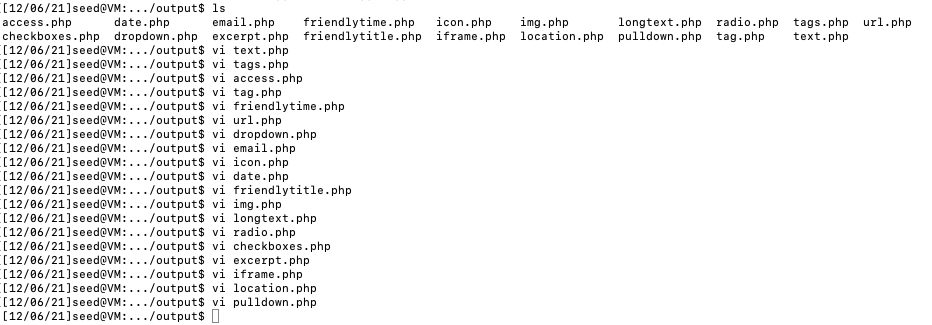 [[12/06/21]seed@VM:.../output$ ls
access.php date.php email.php friendlytime.php icon.php img.php longtext.php radio.php tags.php url.php
checkboxes.php dropdown.php excerpt.php friendlytitle.php iframe.php location.php pulldown.php tag.php text.php
[[12/06/21]seed@VM:.../output$ vi text.php
[[12/06/21]seed@VM:.../output$ vi tags.php
[[12/06/21]seed@VM:.../output$ vi access.php
[[12/06/21]seed@VM:.../output$ vi tag.php
[[12/06/21]seed@VM:.../output$ vi friendlytime.php
[[12/06/21]seed@VM:.../output$ vi url.php
[[12/06/21]seed@VM:.../output$ vi dropdown.php
[[12/06/21]seed@VM:.../output$ vi email.php
[[12/06/21]seed@VM:.../output$ vi icon.php
[[12/06/21]seed@VM:.../output$ vi date.php
[[12/06/21]seed@VM:.../output$ vi friendlytitle.php
[[12/06/21]seed@VM:.../output$ vi img.php
[[12/06/21]seed@VM:.../output$ vi longtext.php
[[12/06/21]seed@VM:.../output$ vi radio.php
[[12/06/21]seed@VM:.../output$ vi checkboxes.php
[[12/06/21]seed@VM:.../output$ vi excerpt.php
[[12/06/21]seed@VM:.../output$ vi iframe.php
[[12/06/21]seed@VM:.../output$ vi location.php
[[12/06/21]seed@VM:.../output$ vi pulldown.php
[12/06/21]seed@VM:.../output$